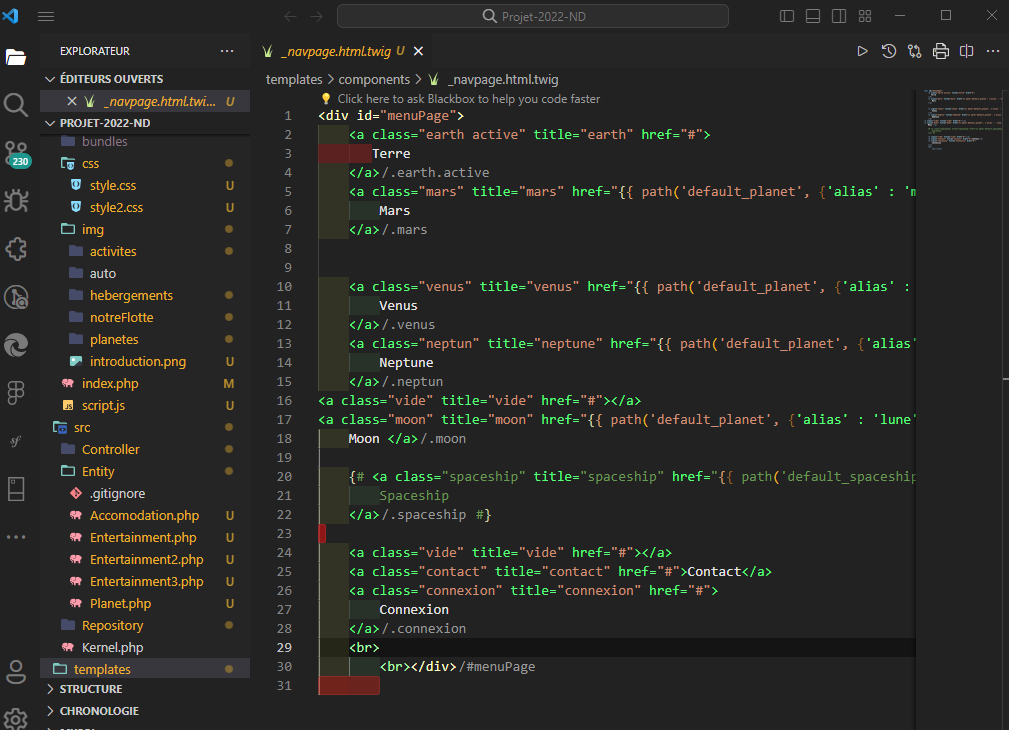 Projet-2022-ND
EXPLORATEUR
ÉDITEURS OUVERTS
_navpage.html.twi... U
PROJET-2022-ND
bundles
css
style.css U
style2.css U
img
activites
auto
hebergements
notreFlotte
planetes
introduction.png U
index.php M
script.js U
src
Controller
Entity
.gitignore
Accomodation.php U
Entertainment.php U
Entertainment2.php U
Entertainment3.php U
Planet.php U
Repository
Kernel.php
templates
STRUCTURE
CHRONOLOGIE
230
_navpage.html.twig U
templates > components > _navpage.html.twig
Click here to ask Blackbox to help you code faster
1 <div id="menuPage">
2 <a class="earth active" title="earth" href="#">
3 Terre
4 </a>/.earth.active
5 <a class="mars" title="mars" href="{{ path('default_planet', {'alias' : 'm
6 Mars
7 </a>/.mars
8
9
10 <a class="venus" title="venus" href="{{ path('default_planet', {'alias' :
11 Venus
12 </a>/.venus
13 <a class="neptun" title="neptune" href="{{ path('default_planet', {'alias'
14 Neptune
15 </a>/.neptun
16 <a class="vide" title="vide" href="#"></a>
17 <a class="moon" title="moon" href="{{ path('default_planet', {'alias' : 'lune'
18 Moon </a>/.moon
19
20 {# <a class="spaceship" title="spaceship" href="{{ path('default_spaceship
21 Spaceship
22 </a>/.spaceship #}
23
24 <a class="vide" title="vide" href="#"></a>
25 <a class="contact" title="contact" href="#">Contact</a>
26 <a class="connexion" title="connexion" href="#">
27 Connexion
28 </a>/.connexion
29 <br>
30 <br></div>/#menuPage
31